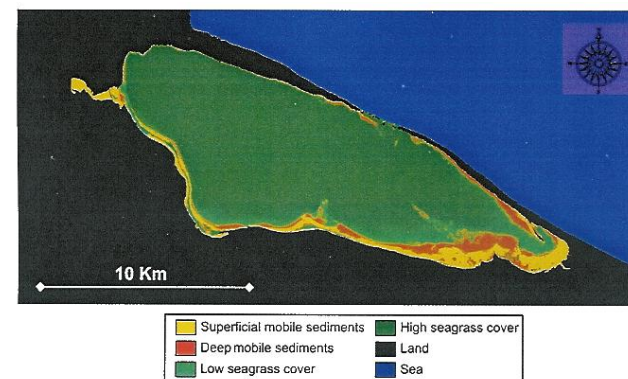 10 Km
Superficial mobile sediments
High seagrass cover
Deep mobile sediments
Land
Low seagrass cover
Sea